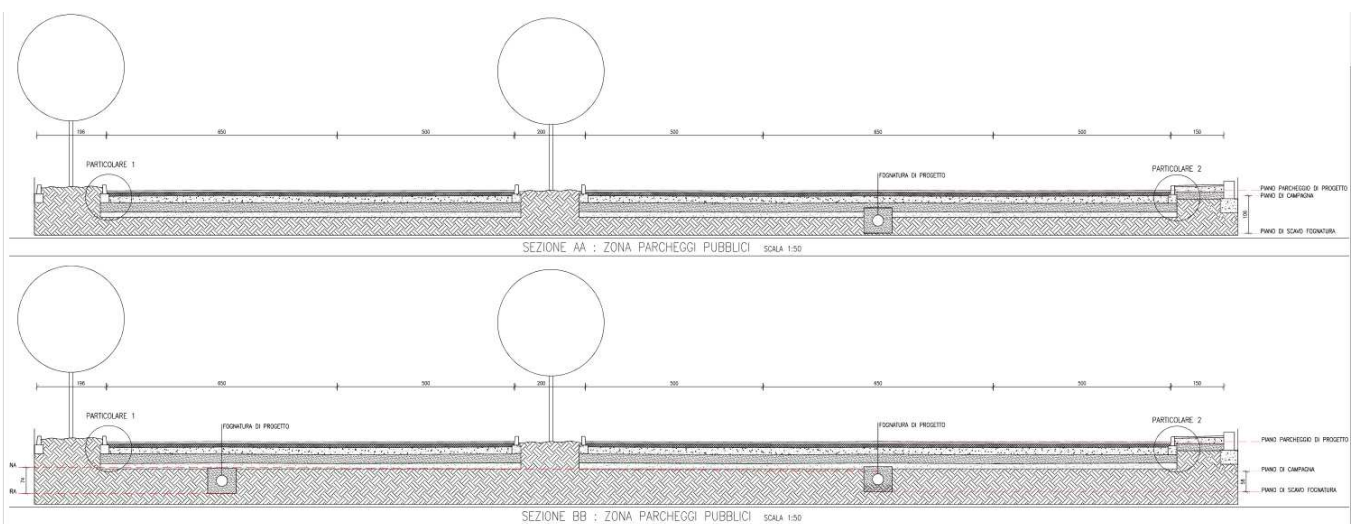 196 650 500 200 500 650 500 150
PARTICOLARE 1
PARTICOLARE 2
FOGNATURA DI PROGETTO
PIANO PARCHEGGIO DI PROGETTO
PIANO DI CAMPAGNA
PIANO DI SCAVO FOGNATURA
SEZIONE AA : ZONA PARCHEGGI PUBBLICI SCALA 1:50
196 650 500 200 500 650 500 150
PARTICOLARE 1
PARTICOLARE 2
FOGNATURA DI PROGETTO
FOGNATURA DI PROGETTO
PIANO PARCHEGGIO DI PROGETTO
PIANO DI CAMPAGNA
PIANO DI SCAVO FOGNATURA
SEZIONE BB : ZONA PARCHEGGI PUBBLICI SCALA 1:50